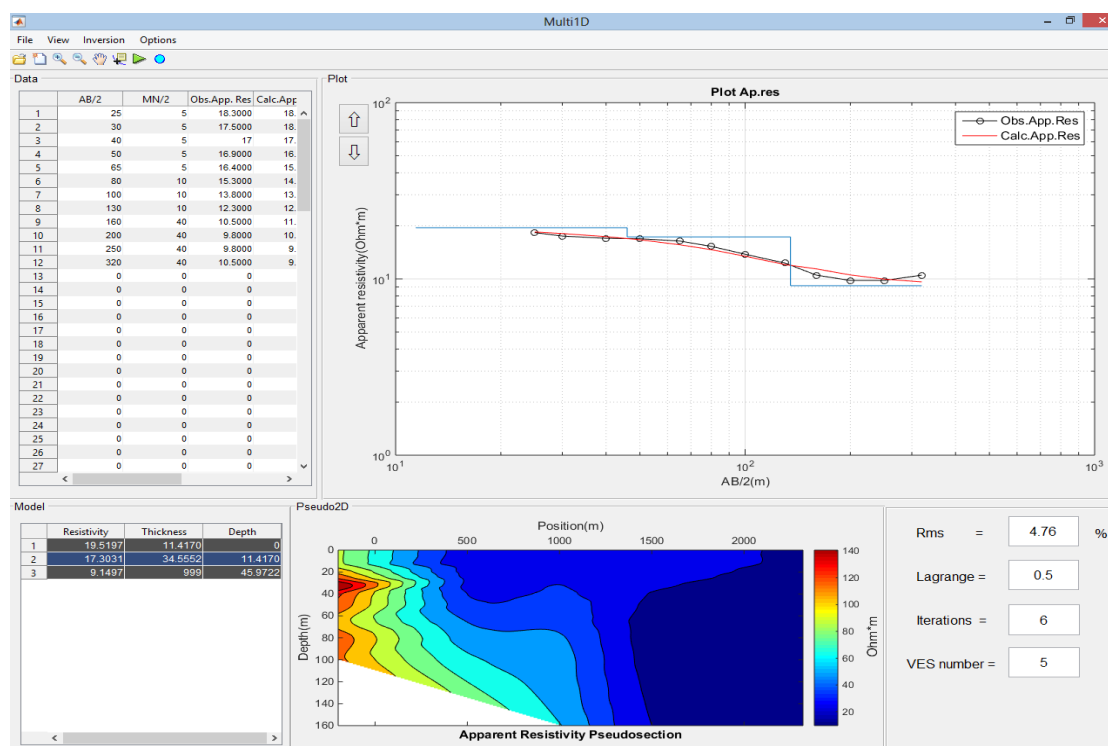 Multi1D
File View Inversion Options
Data
AB/2 MN/2 Obs.App. Res Calc.App
1 25 5 18.3000 18.
2 30 5 17.5000 18.
3 40 5 17 17.
4 50 5 16.9000 16.
5 65 5 16.4000 15.
6 80 10 15.3000 14.
7 100 10 13.8000 13.
8 130 10 12.3000 12.
9 160 40 10.5000 11.
10 200 40 9.8000 10.
11 250 40 9.8000 9.
12 320 40 10.5000 9.
13 0 0 0
14 0 0 0
15 0 0 0
16 0 0 0
17 0 0 0
18 0 0 0
19 0 0 0
20 0 0 0
21 0 0 0
22 0 0 0
23 0 0 0
24 0 0 0
25 0 0 0
26 0 0 0
27 0 0 0
Plot
Plot Ap.res
Obs.App.Res
Calc.App.Res
Apparent resistivity(Ohm*m)
10²
10¹
10⁰
10¹ 10² 10³
AB/2(m)
Model
Resistivity Thickness Depth
1 19.5197 11.4170 0
2 17.3031 34.5552 11.4170
3 9.1497 999 45.9722
Pseudo2D
Position(m)
0 500 1000 1500 2000
Depth(m)
0
20
40
60
80
100
120
140
160
140
120
100
80
60
40
20
Ohm*m
Apparent Resistivity Pseudosection
Rms = 4.76 %
Lagrange = 0.5
Iterations = 6
VES number = 5